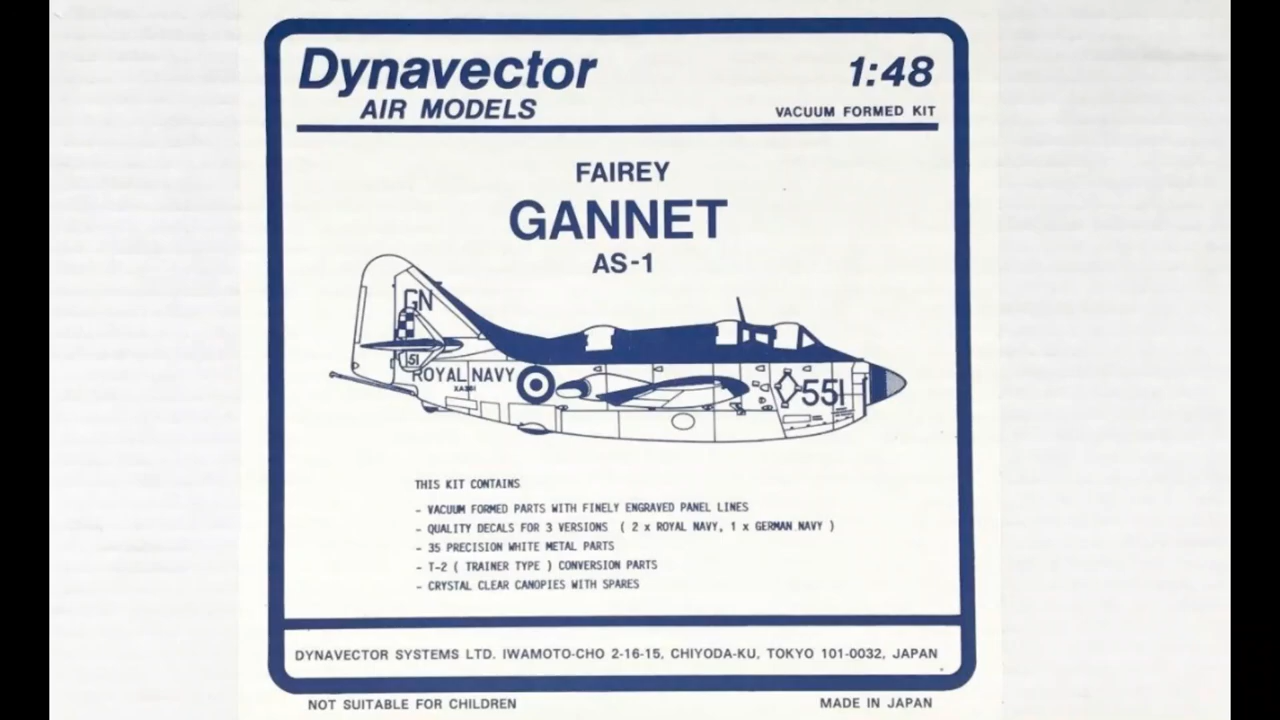 Dynavector
AIR MODELS
1:48
VACUUM FORMED KIT
FAIREY
GANNET
AS-1
GN
51
ROYAL NAVY
551
THIS KIT CONTAINS
- VACUUM FORMED PARTS WITH FINELY ENGRAVED PANEL LINES
- QUALITY DECALS FOR 3 VERSIONS ( 2 x ROYAL NAVY, 1 x GERMAN NAVY )
- 35 PRECISION WHITE METAL PARTS
- T-2 ( TRAINER TYPE ) CONVERSION PARTS
- CRYSTAL CLEAR CANOPIES WITH SPARES
DYNAVECTOR SYSTEMS LTD. IWAMOTO-CHO 2-16-15, CHIYODA-KU, TOKYO 101-0032, JAPAN
NOT SUITABLE FOR CHILDREN
MADE IN JAPAN